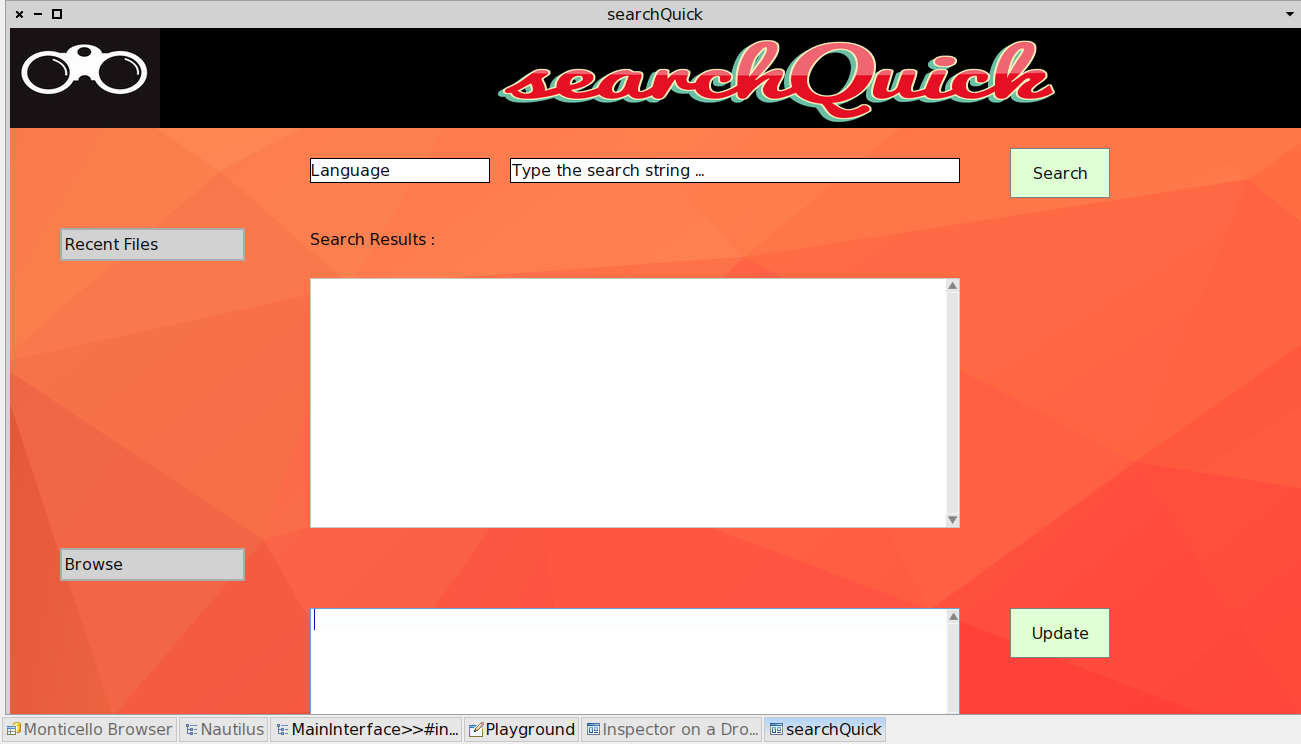 searchQuick
searchQuick
Language
Type the search string ...
Search
Recent Files
Search Results :
Browse
Update
Monticello Browser
Nautilus
MainInterface>>#in...
Playground
Inspector on a Dro...
searchQuick